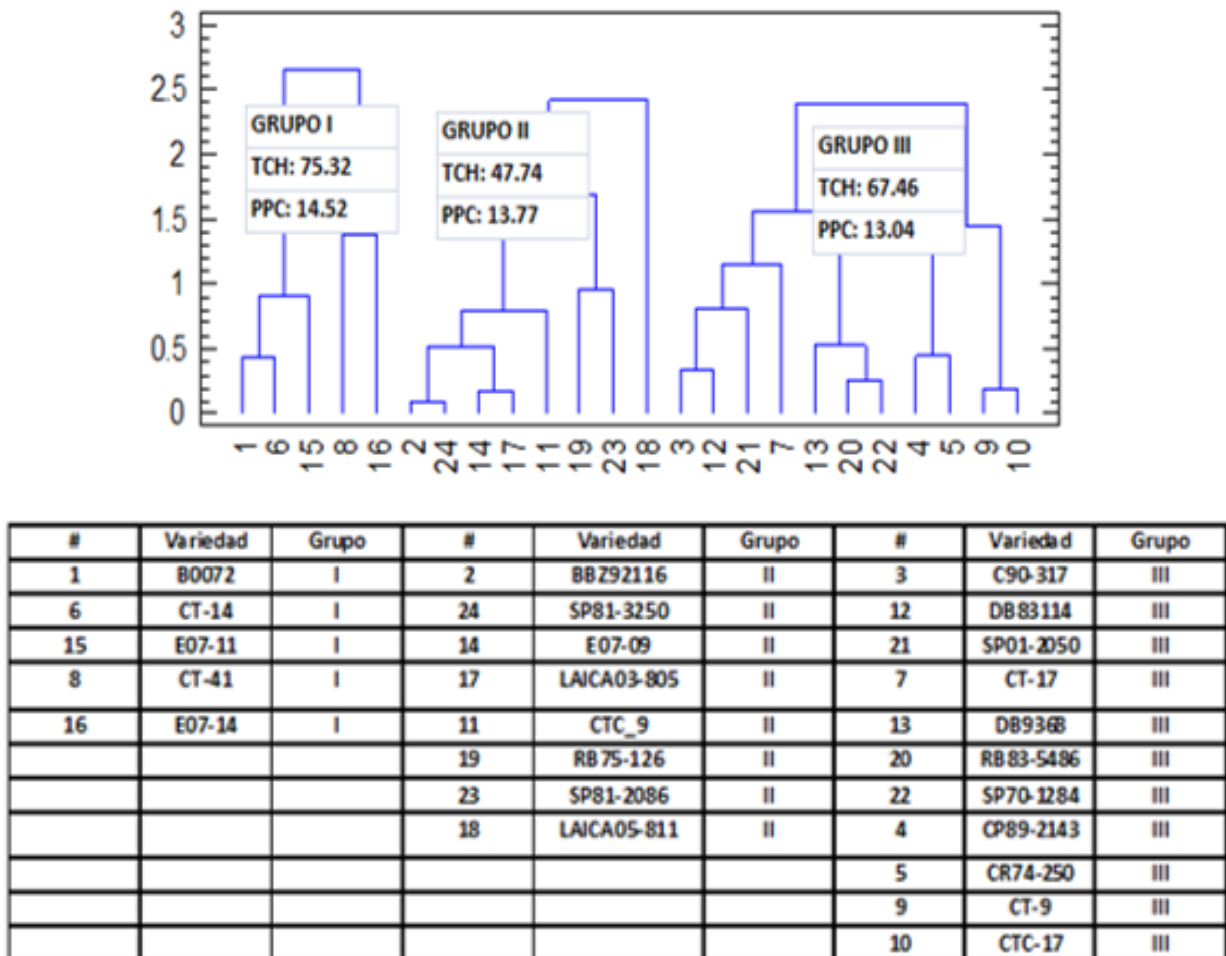 3
2.5
2
1.5
1
0.5
0
GRUPO I
TCH: 75.32
PPC: 14.52
GRUPO II
TCH: 47.74
PPC: 13.77
GRUPO III
TCH: 67.46
PPC: 13.04
1 6 15 8 16 2 24 14 17 11 19 23 18 3 12 21 7 13 20 22 4 5 9 10
# Variedad Grupo # Variedad Grupo # Variedad Grupo
1 B0072 I 2 BBZ92116 II 3 C90-317 III
6 CT-14 I 24 SP81-3250 II 12 DB83114 III
15 E07-11 I 14 E07-09 II 21 SP01-2050 III
8 CT-41 I 17 LAICA03-805 II 7 CT-17 III
16 E07-14 I 11 CTC_9 II 13 DB9368 III
19 RB75-126 II 20 RB83-5486 III
23 SP81-2086 II 22 SP70-1284 III
18 LAICA05-811 II 4 CP89-2143 III
5 CR74-250 III
9 CT-9 III
10 CTC-17 III